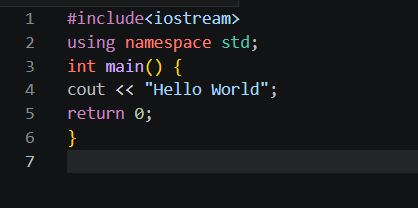 1 #include<iostream>
2 using namespace std;
3 int main() {
4 cout << "Hello World";
5 return 0;
6 }
7